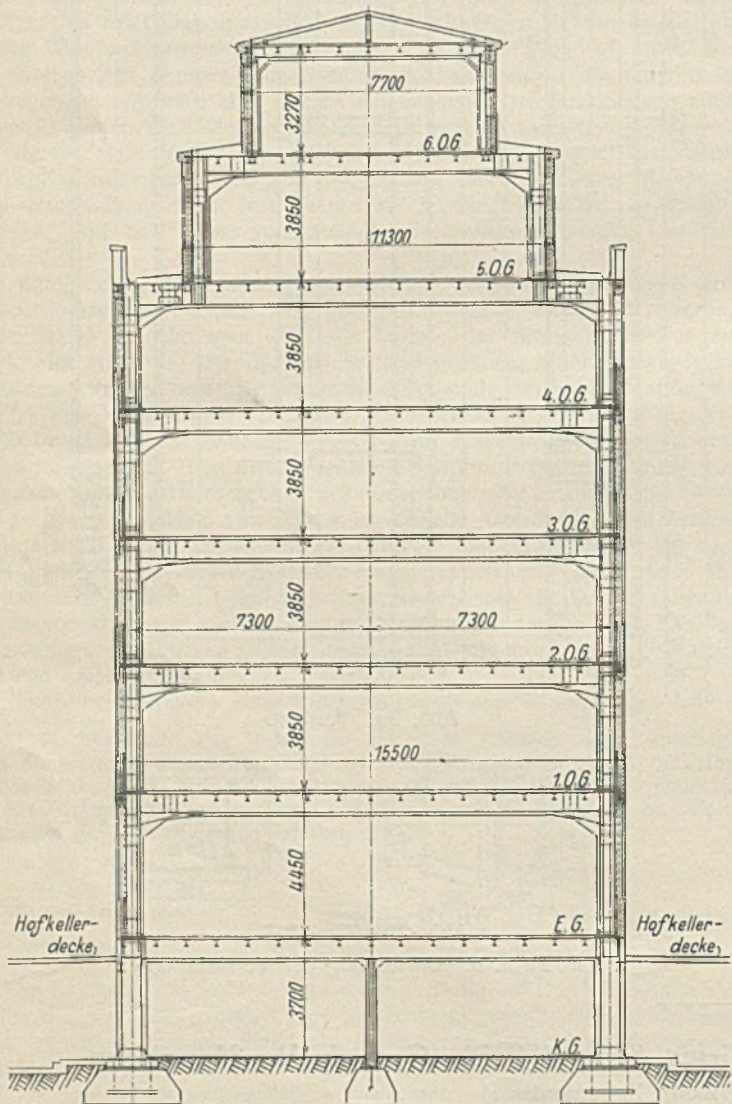 7700
3270
6.O.G.
3850
11300
5.O.G.
3850
4.O.G.
3850
3.O.G.
3850
7300
7300
2.O.G.
3850
15500
1.O.G.
4450
Hofkeller-
decke
E.G.
Hofkeller-
decke
3700
K.G.